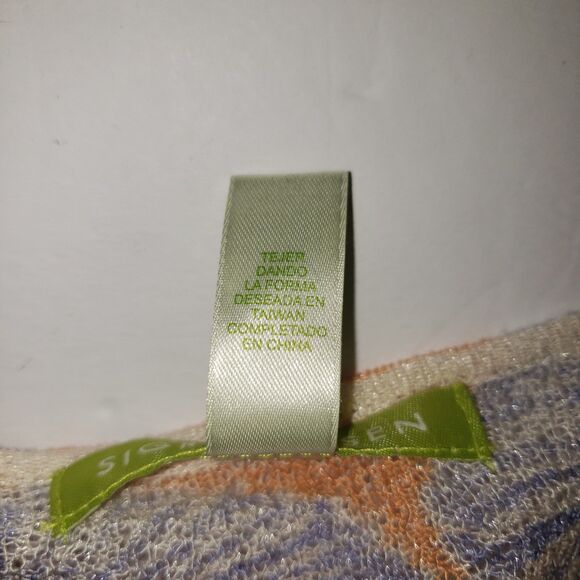 TEJER
DANDO
LA FORMA
DESEADA EN
TAIWAN
COMPLETADO
EN CHINA